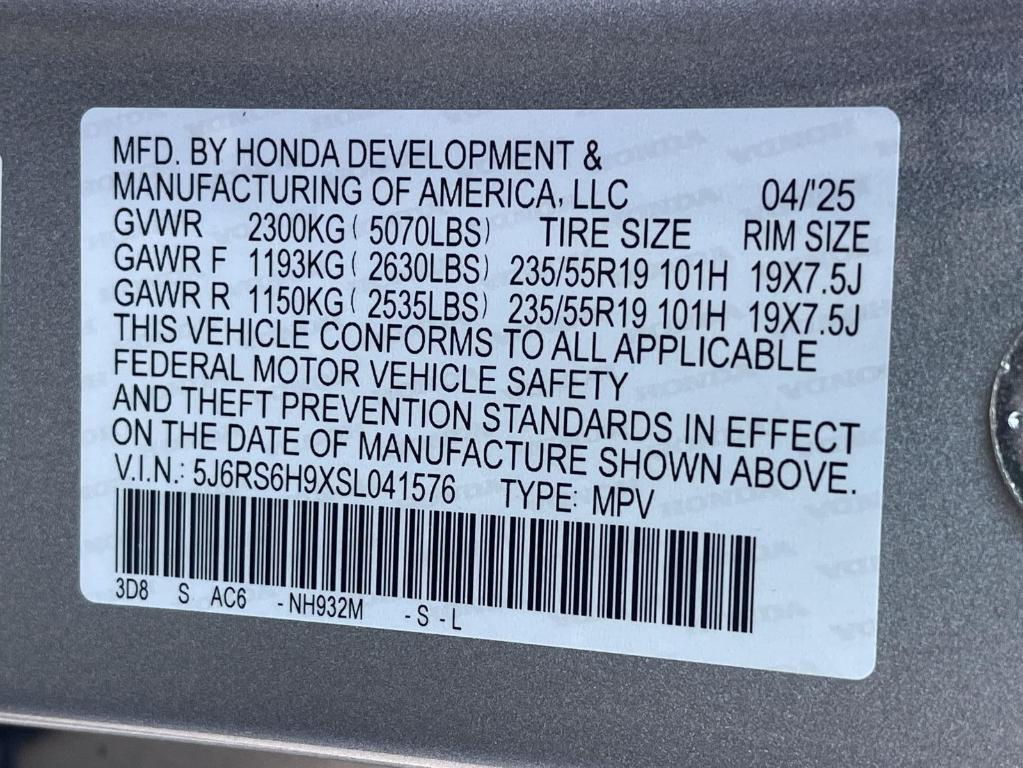 MFD. BY HONDA DEVELOPMENT &
MANUFACTURING OF AMERICA, LLC 04/'25
GVWR 2300KG ( 5070LBS) TIRE SIZE RIM SIZE
GAWR F 1193KG ( 2630LBS) 235/55R19 101H 19X7.5J
GAWR R 1150KG ( 2535LBS) 235/55R19 101H 19X7.5J
THIS VEHICLE CONFORMS TO ALL APPLICABLE
FEDERAL MOTOR VEHICLE SAFETY
AND THEFT PREVENTION STANDARDS IN EFFECT
ON THE DATE OF MANUFACTURE SHOWN ABOVE.
V.I.N.: 5J6RS6H9XSL041576 TYPE: MPV
3D8 S AC6 -NH932M -S -L